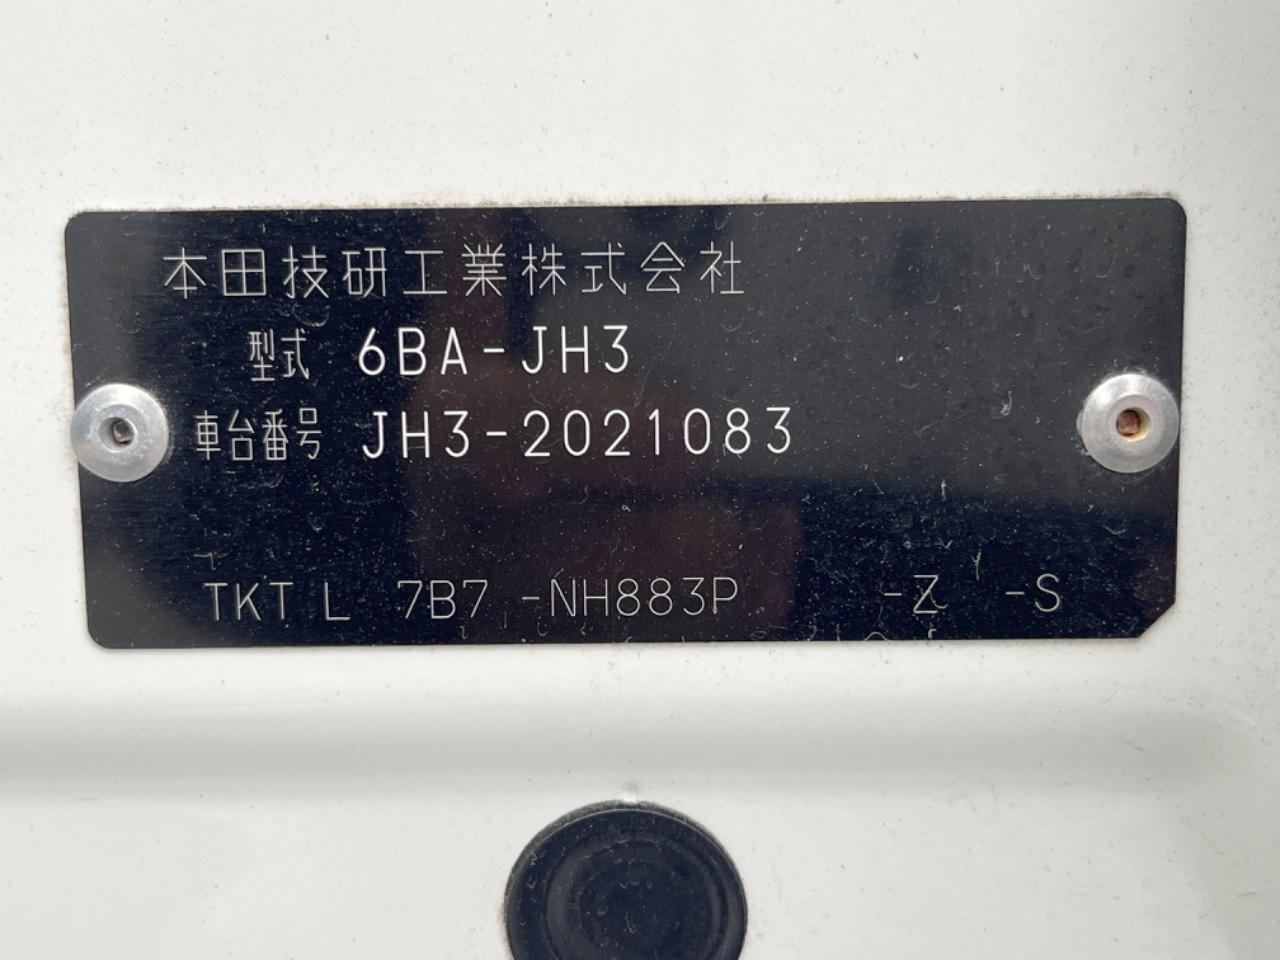 本田技研工業株式会社
型式 6BA-JH3
車台番号 JH3-2021083
TKT L 7B7 -NH883P -Z -S